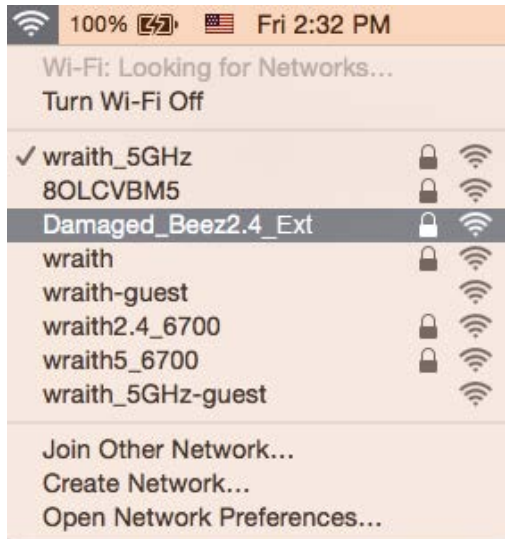 100% Fri 2:32 PM
Wi-Fi: Looking for Networks...
Turn Wi-Fi Off
wraith_5GHz
8OLCVBM5
Damaged_Beez2.4_Ext
wraith
wraith-guest
wraith2.4_6700
wraith5_6700
wraith_5GHz-guest
Join Other Network...
Create Network...
Open Network Preferences...